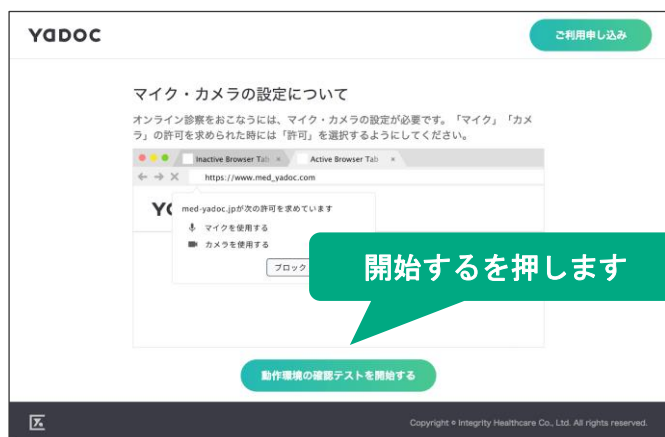 YaDOC
ご利用申し込み
マイク・カメラの設定について
オンライン診察をおこなうには、マイク・カメラの設定が必要です。「マイク」「カメ
ラ」の許可を求められた時には「許可」を選択するようにしてください。
Inactive Browser Tab × Active Browser Tab ×
https://www.med_yadoc.com
med-yadoc.jpが次の許可を求めています
マイクを使用する
カメラを使用する
ブロック
開始するを押します
動作環境の確認テストを開始する
Copyright © Integrity Healthcare Co., Ltd. All rights reserved.